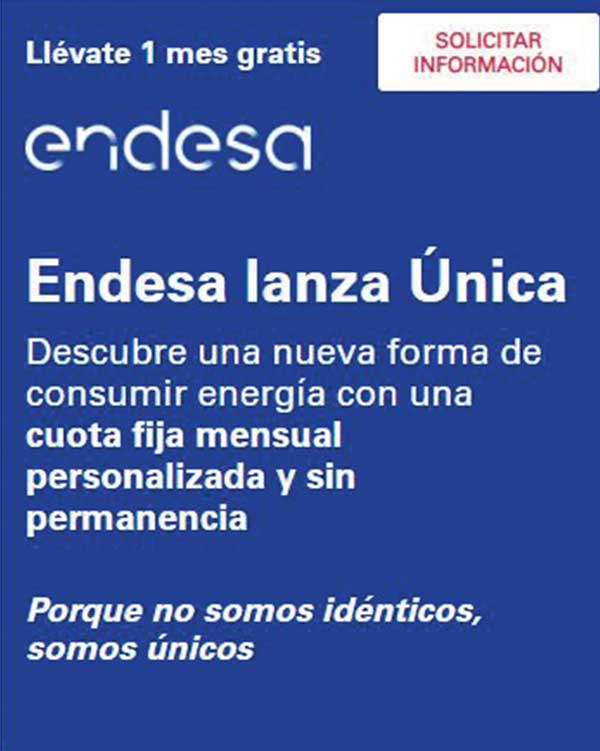 Llévate 1 mes gratis
SOLICITAR
INFORMACIÓN
endesa
Endesa lanza Única
Descubre una nueva forma de
consumir energía con una
cuota fija mensual
personalizada y sin
permanencia
Porque no somos idénticos,
somos únicos